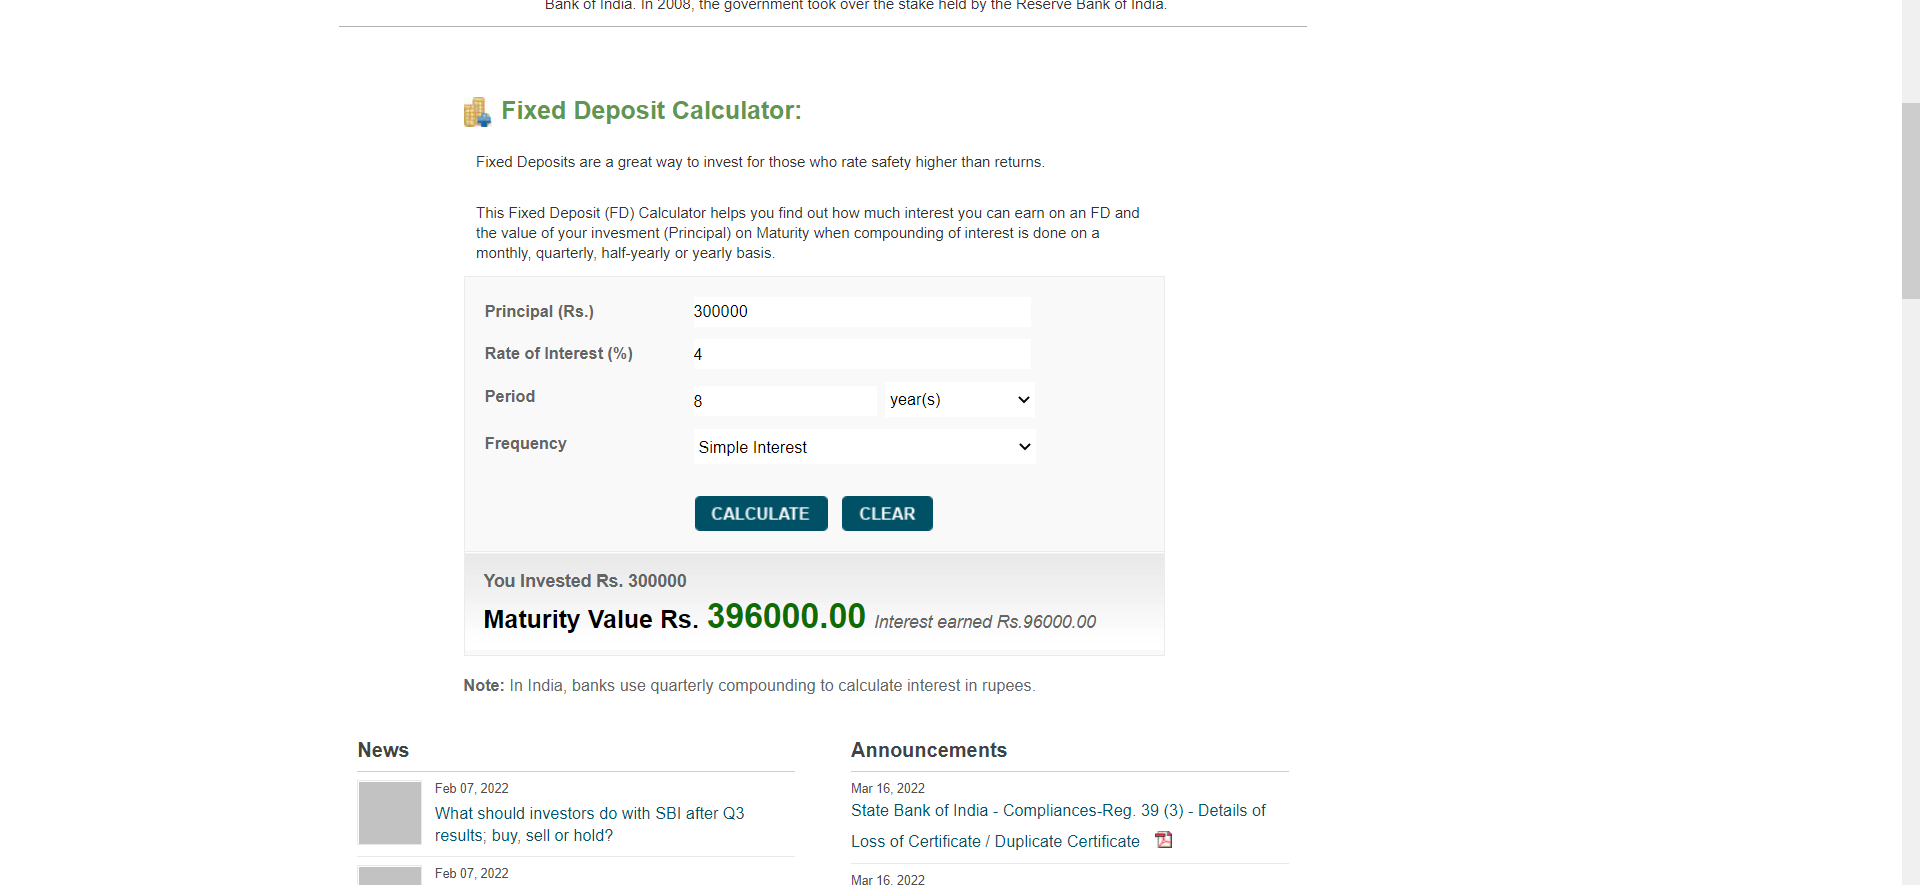 Bank of India. In 2008, the government took over the stake held by the Reserve Bank of India.
Fixed Deposit Calculator:
Fixed Deposits are a great way to invest for those who rate safety higher than returns.
This Fixed Deposit (FD) Calculator helps you find out how much interest you can earn on an FD and
the value of your invesment (Principal) on Maturity when compounding of interest is done on a
monthly, quarterly, half-yearly or yearly basis.
Principal (Rs.) 300000
Rate of Interest (%) 4
Period 8 year(s)
Frequency Simple Interest
CALCULATE CLEAR
You Invested Rs. 300000
Maturity Value Rs. 396000.00 Interest earned Rs.96000.00
Note: In India, banks use quarterly compounding to calculate interest in rupees.
News
Feb 07, 2022
What should investors do with SBI after Q3
results; buy, sell or hold?
Feb 07, 2022
Announcements
Mar 16, 2022
State Bank of India - Compliances-Reg. 39 (3) - Details of
Loss of Certificate / Duplicate Certificate
Mar 16, 2022